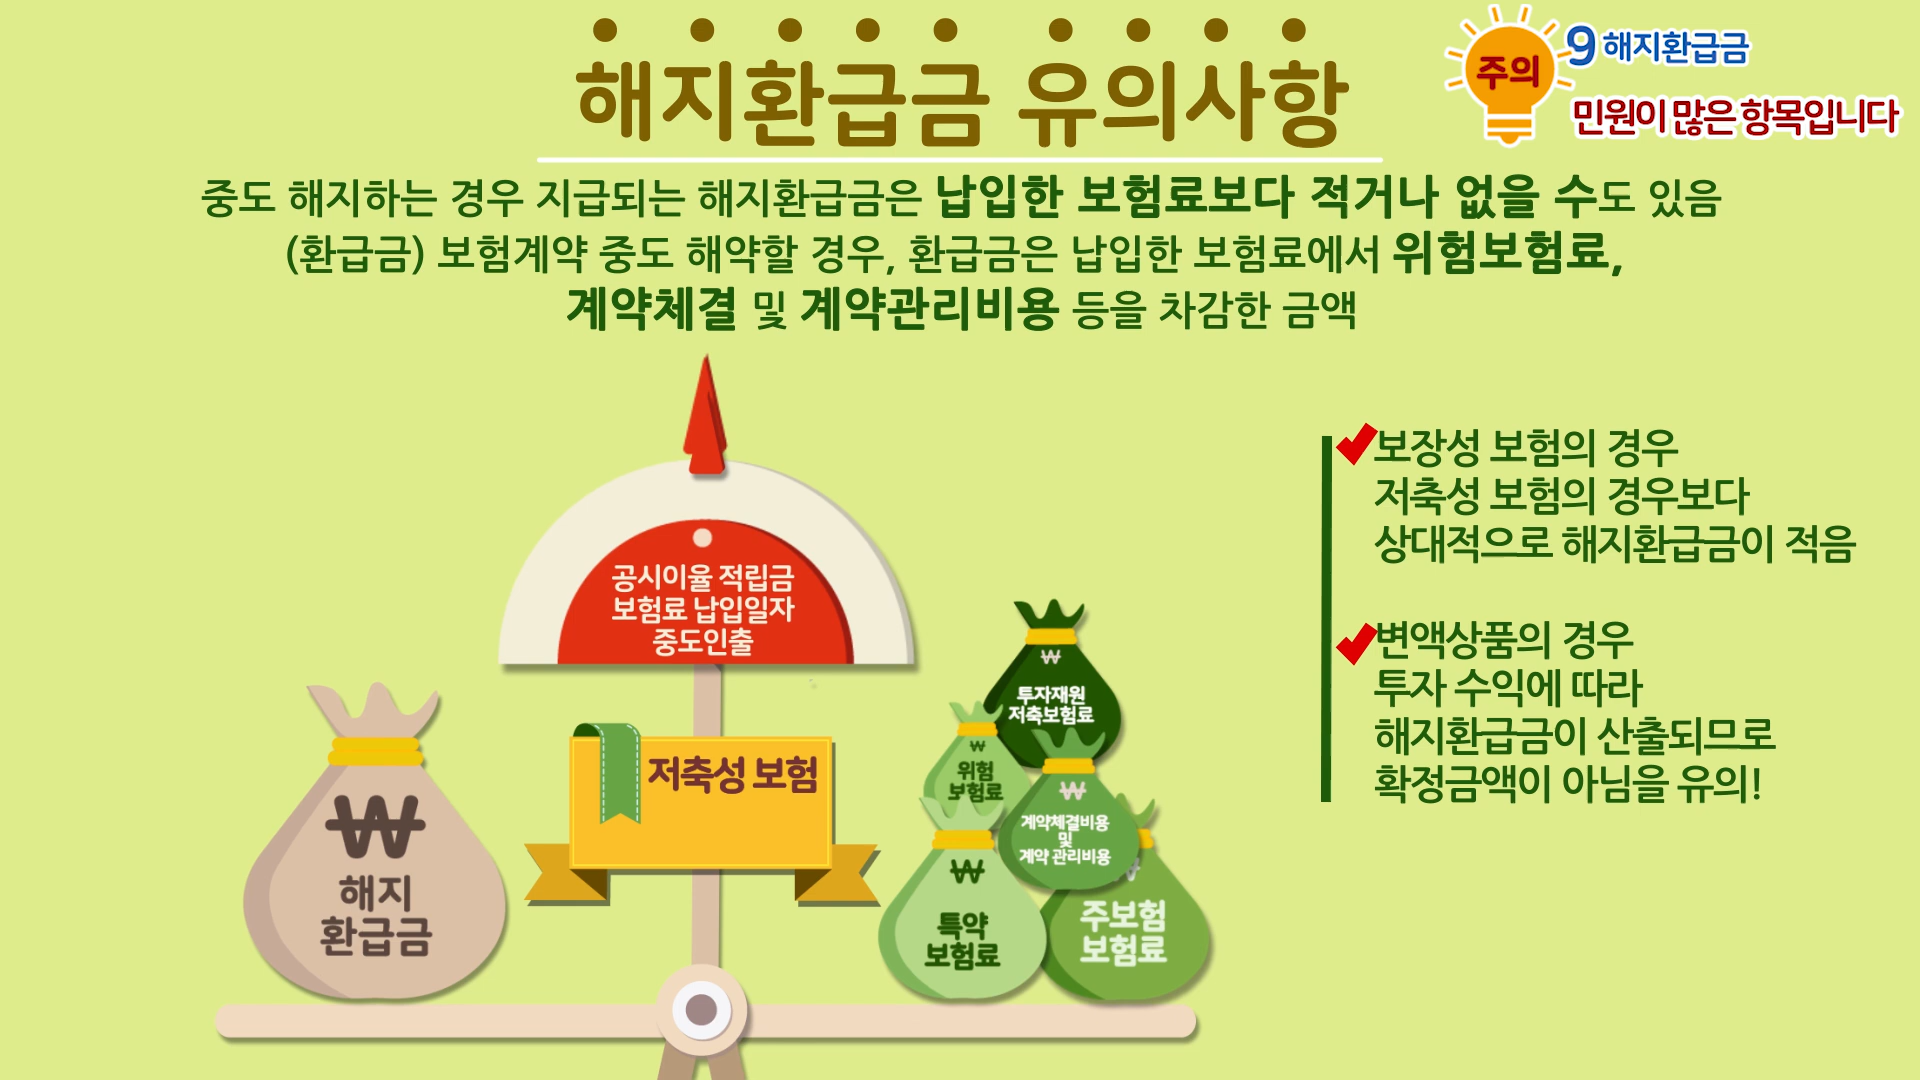 해지환급금 유의사항
주의
9 해지환급금
민원이 많은 항목입니다
중도 해지하는 경우 지급되는 해지환급금은 납입한 보험료보다 적거나 없을 수도 있음
(환급금) 보험계약 중도 해약할 경우, 환급금은 납입한 보험료에서 위험보험료,
계약체결 및 계약관리비용 등을 차감한 금액
공시이율 적립금
보험료 납입일자
중도인출
저축성 보험
₩
해지
환급금
₩
투자재원
저축보험료
₩
위험
보험료
₩
계약체결비용
및
계약 관리비용
₩
특약
보험료
₩
주보험
보험료
보장성 보험의 경우
저축성 보험의 경우보다
상대적으로 해지환급금이 적음
변액상품의 경우
투자 수익에 따라
해지환급금이 산출되므로
확정금액이 아님을 유의!